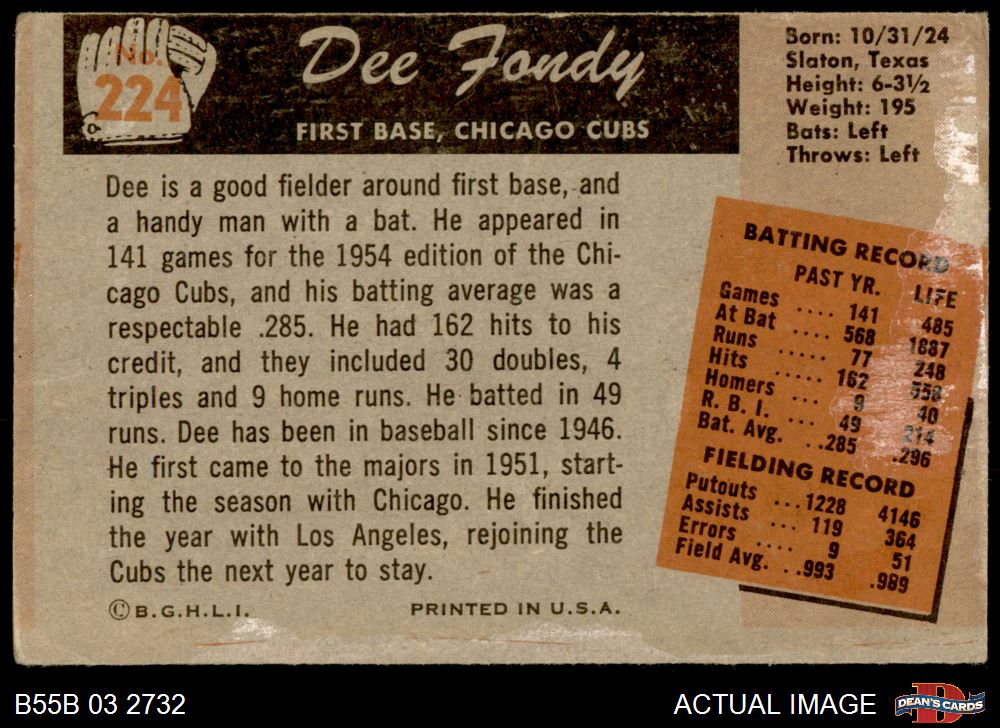 No.
224
Dee Fondy
FIRST BASE, CHICAGO CUBS
Born: 10/31/24
Slaton, Texas
Height: 6-3½
Weight: 195
Bats: Left
Throws: Left
Dee is a good fielder around first base, and
a handy man with a bat. He appeared in
141 games for the 1954 edition of the Chi-
cago Cubs, and his batting average was a
respectable .285. He had 162 hits to his
credit, and they included 30 doubles, 4
triples and 9 home runs. He batted in 49
runs. Dee has been in baseball since 1946.
He first came to the majors in 1951, start-
ing the season with Chicago. He finished
the year with Los Angeles, rejoining the
Cubs the next year to stay.
© B.G.H.L.I. PRINTED IN U.S.A.
BATTING RECORD
PAST YR. LIFE
Games .... 141 485
At Bat .... 568 1887
Runs ..... 77 248
Hits ..... 162 558
Homers .... 9 40
R. B. I. ... 49 214
Bat. Avg. ..285 .296
FIELDING RECORD
Putouts ...1228 4146
Assists ... 119 364
Errors .... 9 51
Field Avg. ..993 .989
B55B 03 2732
ACTUAL IMAGE
DEAN'S CARDS